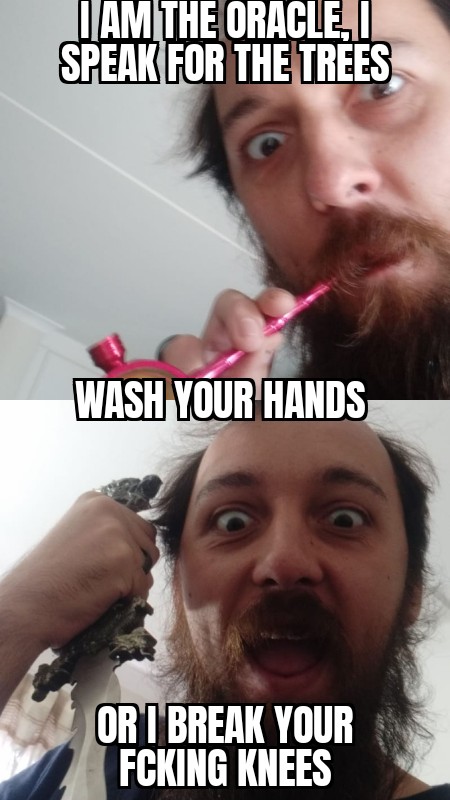 I AM THE ORACLE, I
SPEAK FOR THE TREES
WASH YOUR HANDS
OR I BREAK YOUR
FCKING KNEES